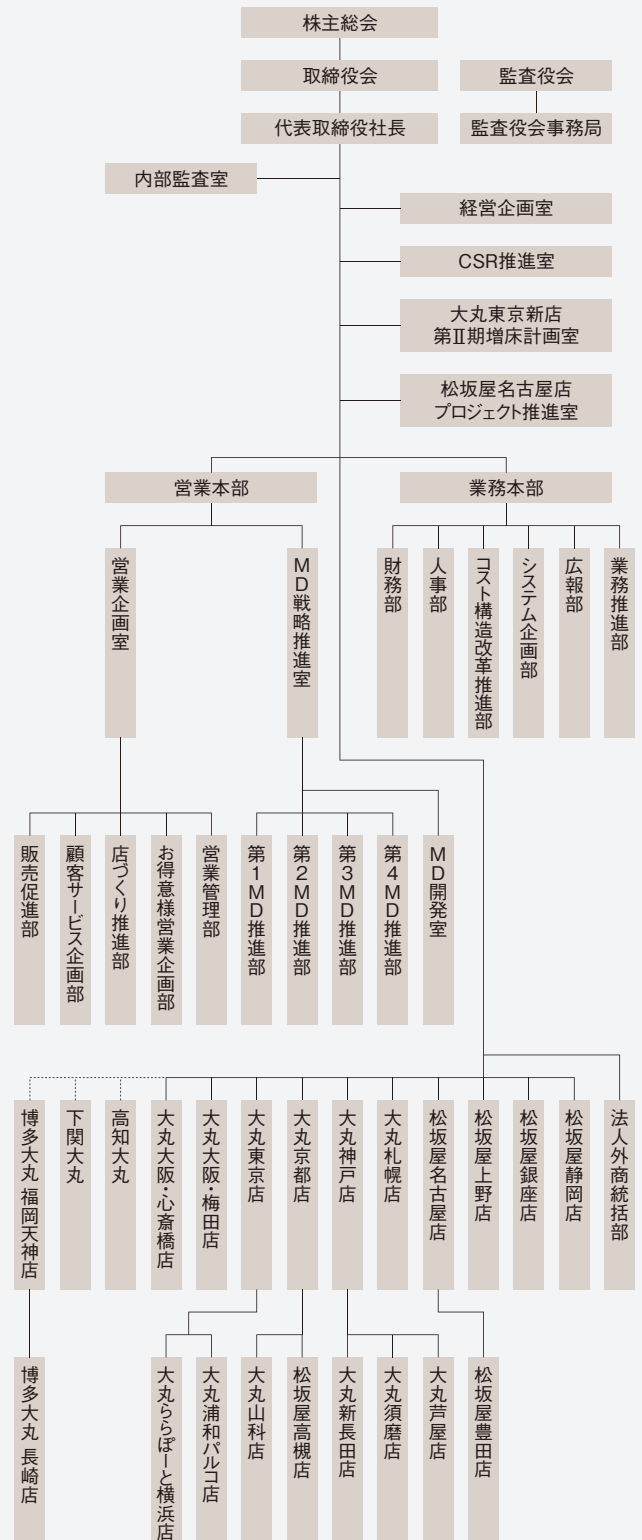 株主総会
取締役会
監査役会
代表取締役社長
監査役会事務局
内部監査室
経営企画室
CSR推進室
大丸東京新店
第Ⅱ期増床計画室
松坂屋名古屋店
プロジェクト推進室
営業本部
業務本部
営業企画室
MD戦略推進室
財務部
人事部
コスト構造改革推進部
システム企画部
広報部
業務推進部
販売促進部
顧客サービス企画部
店づくり推進部
お得意様営業企画部
営業管理部
第1MD推進部
第2MD推進部
第3MD推進部
第4MD推進部
MD開発室
博多大丸 福岡天神店
下関大丸
高知大丸
大丸大阪・心斎橋店
大丸大阪・梅田店
大丸東京店
大丸京都店
大丸神戸店
大丸札幌店
松坂屋名古屋店
松坂屋上野店
松坂屋銀座店
松坂屋静岡店
法人外商統括部
博多大丸 長崎店
大丸ららぽーと横浜店
大丸浦和パルコ店
大丸山科店
松坂屋高槻店
大丸新長田店
大丸須磨店
大丸芦屋店
松坂屋豊田店